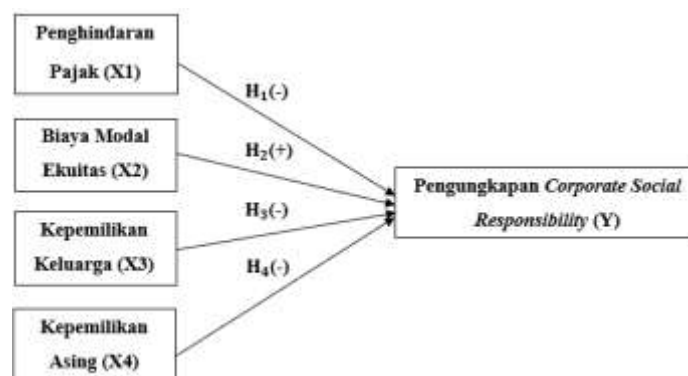 Penghindaran
Pajak (X1)
H₁(-)
Biaya Modal
Ekuitas (X2)
H₂(+)
Pengungkapan Corporate Social
Responsibility (Y)
Kepemilikan
Keluarga (X3)
H₃(-)
Kepemilikan
Asing (X4)
H₄(-)